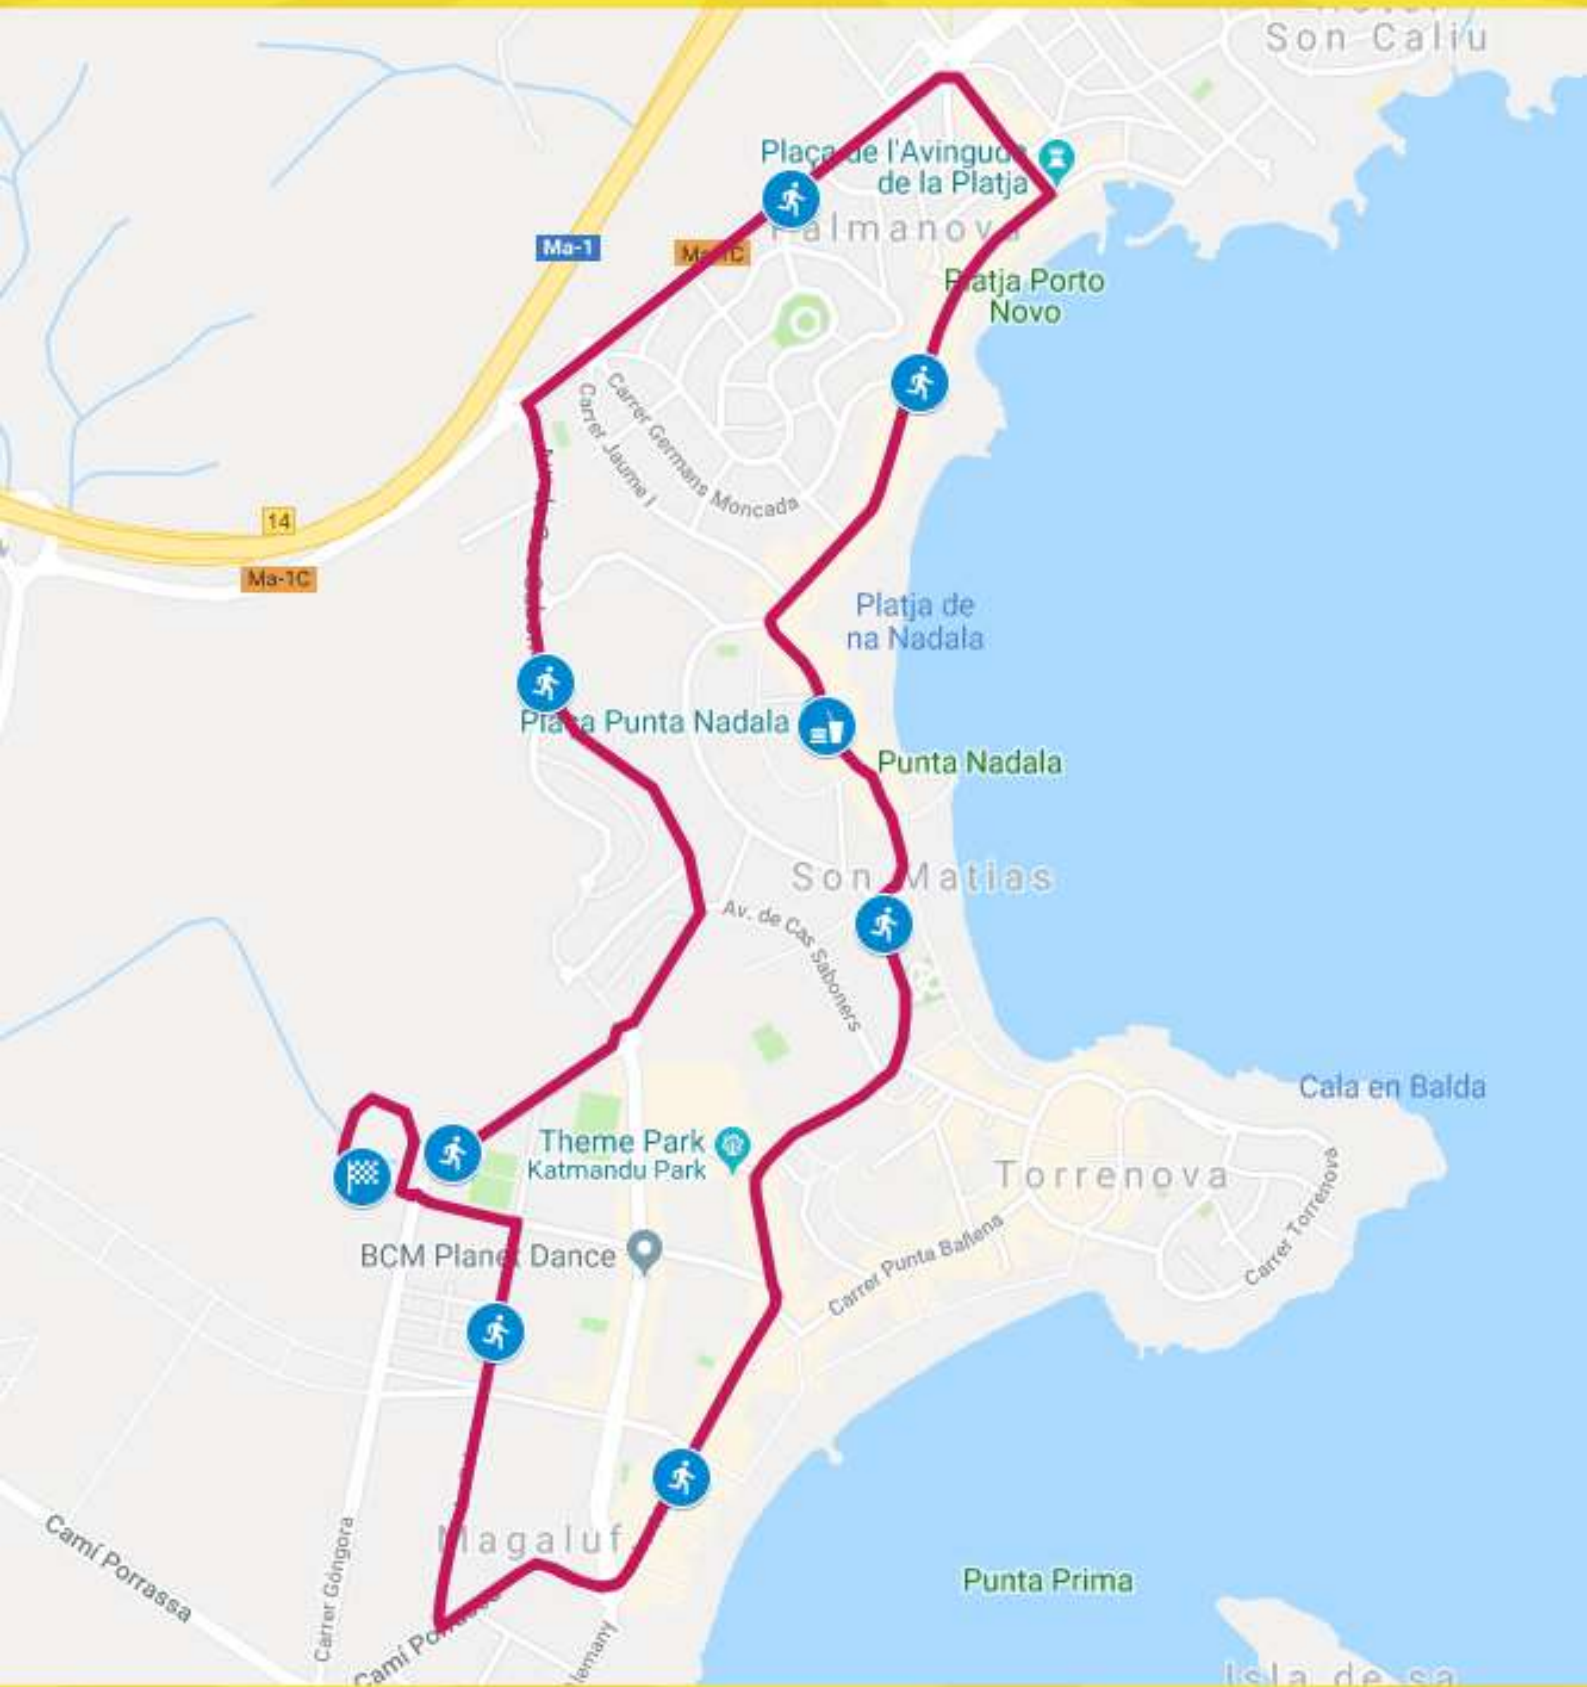 Son Caliu
Plaça de l'Avinguda
de la Platja
Palmanova
Ma-1
Ma-1C
Platja Porto
Novo
Carrer Germans Moncada
Carrer Jaume I
14
Ma-1C
Platja de
na Nadala
Plaça Punta Nadala
Punta Nadala
Son Matias
Av. de Cas Saboners
Cala en Balda
Theme Park
Katmandu Park
Torrenova
Carrer Torrenova
Carrer Punta Ballena
BCM Planet Dance
Magaluf
Camí Porrassa
Carrer Góngora
Camí Porrassa
Punta Prima
Isla de sa